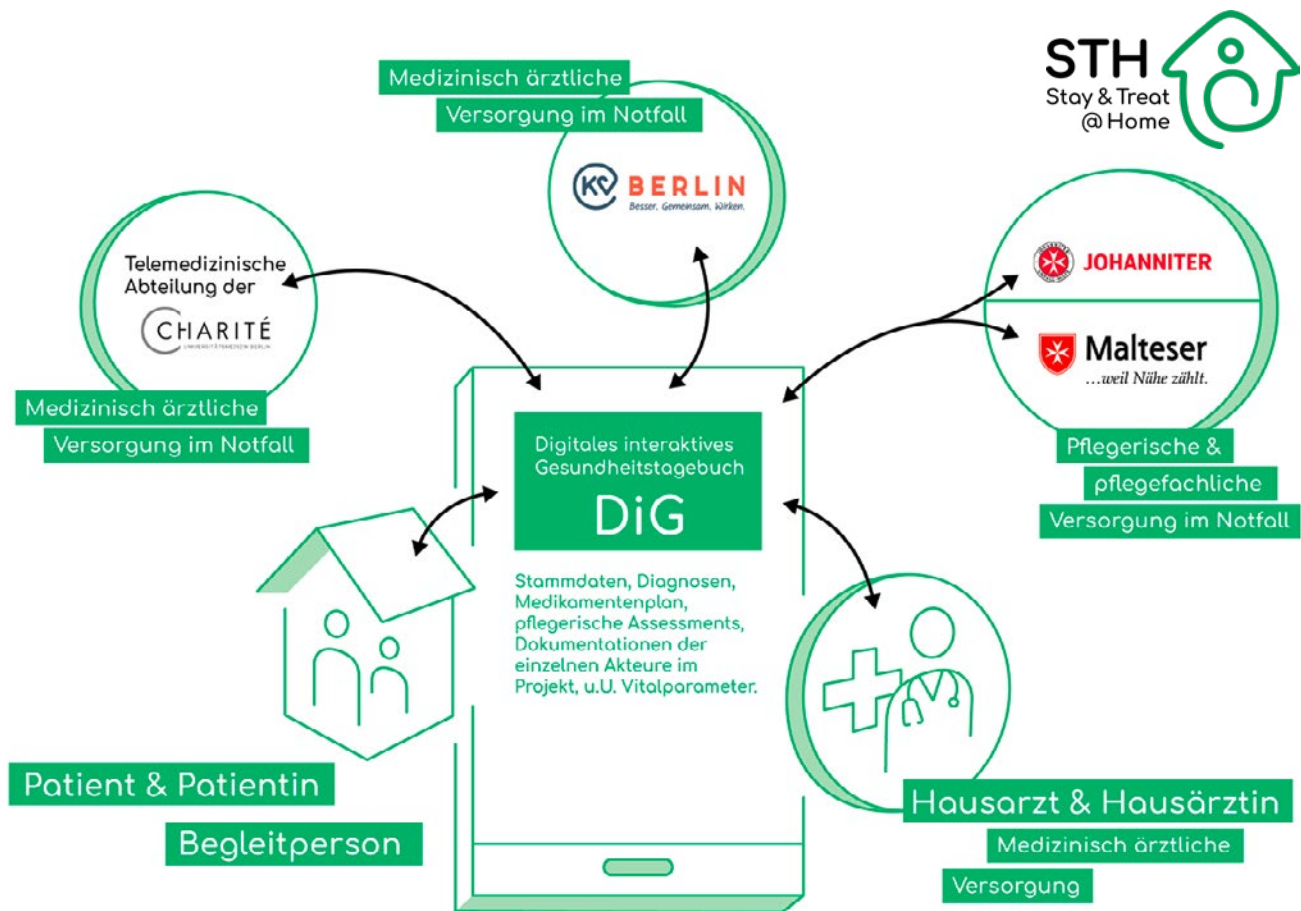 STH
Stay & Treat
@ Home
Medizinisch ärztliche
Versorgung im Notfall
KV BERLIN
Besser. Gemeinsam. Wirken.
Telemedizinische
Abteilung der
CHARITÉ
UNIVERSITÄTSMEDIZIN BERLIN
Medizinisch ärztliche
Versorgung im Notfall
JOHANNITER
Malteser
...weil Nähe zählt.
Pflegerische &
pflegefachliche
Versorgung im Notfall
Digitales interaktives
Gesundheitstagebuch
DiG
Stammdaten, Diagnosen,
Medikamentenplan,
pflegerische Assessments,
Dokumentationen der
einzelnen Akteure im
Projekt, u.U. Vitalparameter.
Patient & Patientin
Begleitperson
Hausarzt & Hausärztin
Medizinisch ärztliche
Versorgung